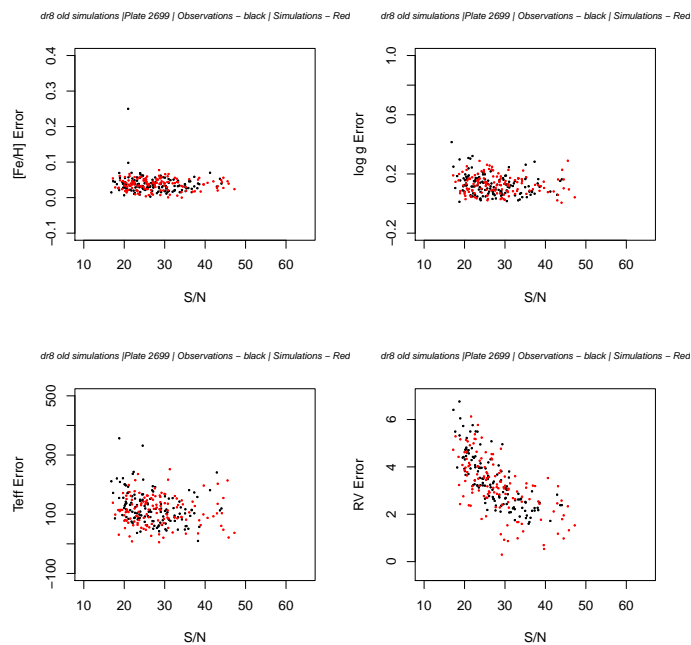 dr8 old simulations |Plate 2699 | Observations − black | Simulations − Red
[Fe/H] Error
0.4
0.3
0.2
0.1
0.0
−0.1
10 20 30 40 50 60
S/N
dr8 old simulations |Plate 2699 | Observations − black | Simulations − Red
log g Error
1.0
0.6
0.2
−0.2
10 20 30 40 50 60
S/N
dr8 old simulations |Plate 2699 | Observations − black | Simulations − Red
Teff Error
500
300
100
−100
10 20 30 40 50 60
S/N
dr8 old simulations |Plate 2699 | Observations − black | Simulations − Red
RV Error
6
4
2
0
10 20 30 40 50 60
S/N